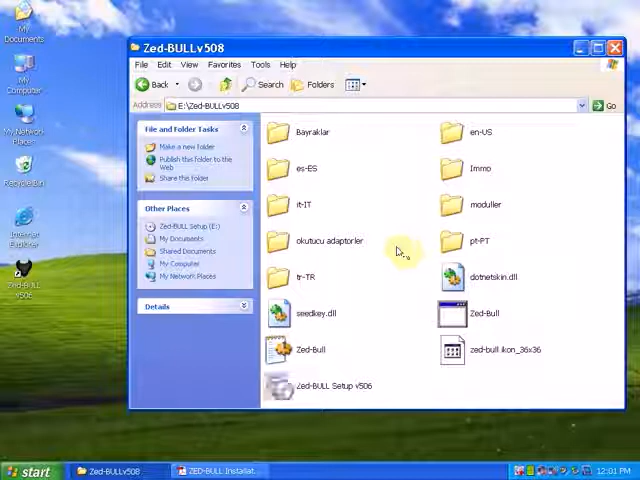 My Documents
My Computer
My Network Places
Recycle Bin
Internet Explorer
Zed-BULL v506
Zed-BULLv508
File Edit View Favorites Tools Help
Back Search Folders
Address E:\Zed-BULLv508 Go
File and Folder Tasks
Make a new folder
Publish this folder to the Web
Share this folder
Other Places
Zed-BULL Setup (E:)
My Documents
Shared Documents
My Computer
My Network Places
Details
Bayraklar
en-US
es-ES
Immo
it-IT
moduller
okutucu adaptorler
pt-PT
tr-TR
dotnetskin.dll
seedkey.dll
Zed-Bull
Zed-Bull
zed-bull ikon_36x36
Zed-BULL Setup v506
start Zed-BULLv508 ZED-BULL Installat... 12:01 PM